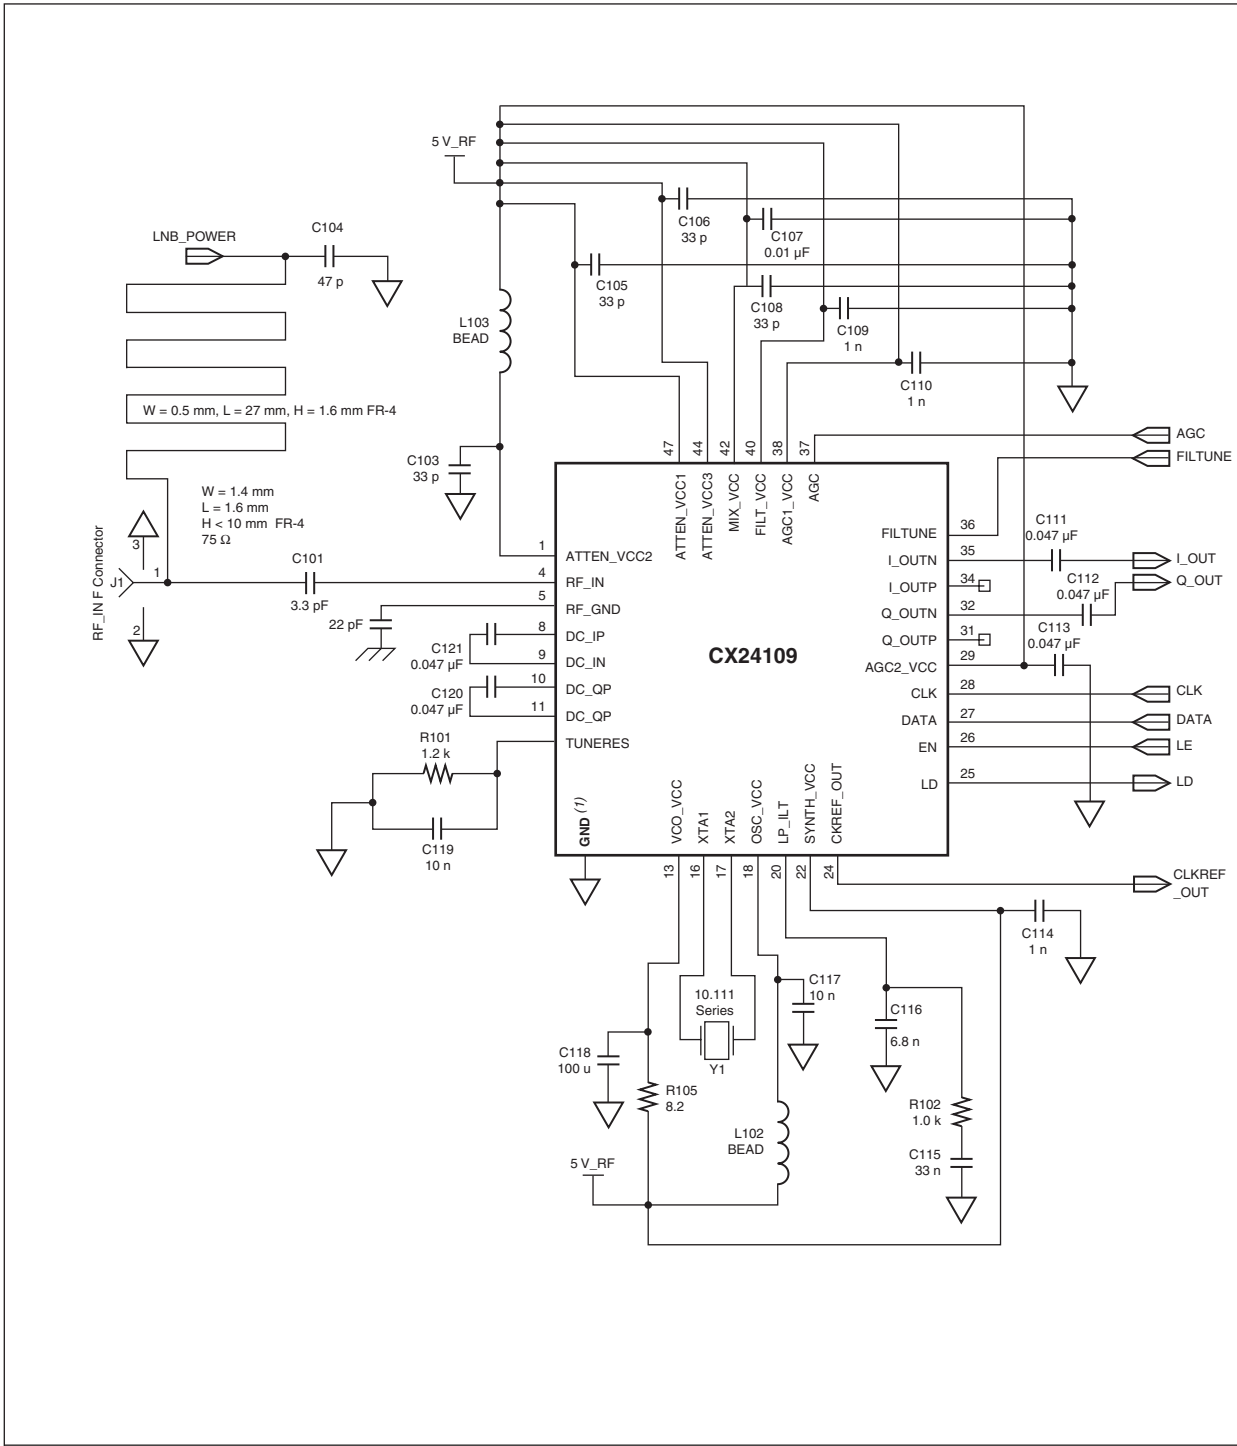 5 V_RF
LNB_POWER
C104
47 p
C106
33 p
C107
0.01 µF
C105
33 p
C108
33 p
C109
1 n
C110
1 n
L103
BEAD
W = 0.5 mm, L = 27 mm, H = 1.6 mm FR-4
C103
33 p
W = 1.4 mm
L = 1.6 mm
H < 10 mm FR-4
75 Ω
RF_IN F Connector
J1
3
1
2
C101
3.3 pF
22 pF
C121
0.047 µF
C120
0.047 µF
R101
1.2 k
C119
10 n
47
44
42
40
38
37
ATTEN_VCC1
ATTEN_VCC3
MIX_VCC
FILT_VCC
AGC1_VCC
AGC
1
ATTEN_VCC2
4
RF_IN
5
RF_GND
8
DC_IP
9
DC_IN
10
DC_QP
11
DC_QP
TUNERES
CX24109
FILTUNE
36
I_OUTN
35
I_OUTP
34
Q_OUTN
32
Q_OUTP
31
AGC2_VCC
29
CLK
28
DATA
27
EN
26
LD
25
AGC
FILTUNE
C111
0.047 µF
I_OUT
C112
0.047 µF
Q_OUT
C113
0.047 µF
CLK
DATA
LE
LD
GND (1)
VCO_VCC
XTA1
XTA2
OSC_VCC
LP_ILT
SYNTH_VCC
CKREF_OUT
13
16
17
18
20
22
24
CLKREF
_OUT
C114
1 n
10.111
Series
Y1
C117
10 n
C116
6.8 n
C118
100 u
R105
8.2
L102
BEAD
R102
1.0 k
C115
33 n
5 V_RF